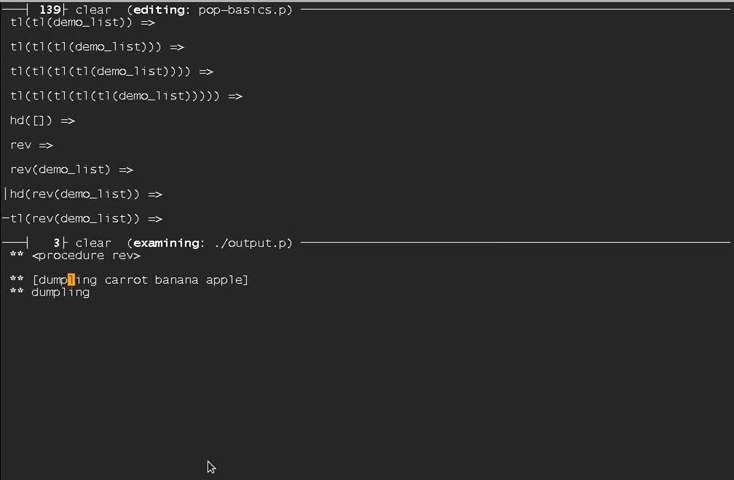 139 clear (editing: pop-basics.p)
tl(tl(demo_list)) =>
tl(tl(tl(demo_list))) =>
tl(tl(tl(tl(demo_list)))) =>
tl(tl(tl(tl(tl(demo_list))))) =>
hd([]) =>
rev =>
rev(demo_list) =>
hd(rev(demo_list)) =>
tl(rev(demo_list)) =>
3 clear (examining: ./output.p)
** <procedure rev>
** [dumpling carrot banana apple]
** dumpling